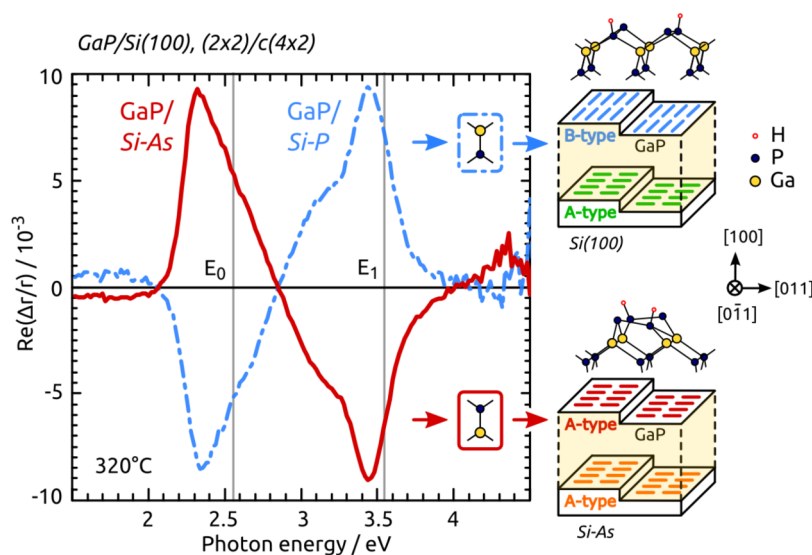 GaP/Si(100), (2x2)/c(4x2)
GaP/
Si-As
GaP/
Si-P
E0
E1
320°C
10
5
0
-5
-10
Re(Δr/r) / 10-3
2
2.5
3
3.5
4
Photon energy / eV
B-type
GaP
A-type
Si(100)
H
P
Ga
[100]
[011]
[01̄1]
A-type
GaP
A-type
Si-As